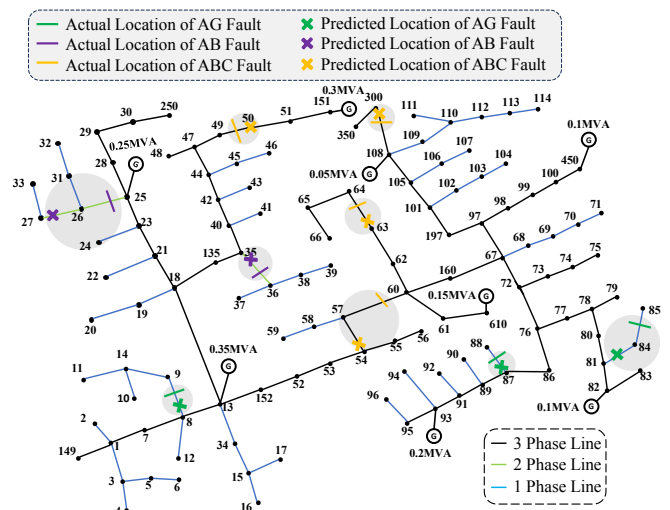 Actual Location of AG Fault Predicted Location of AG Fault
Actual Location of AB Fault Predicted Location of AB Fault
Actual Location of ABC Fault Predicted Location of ABC Fault
0.3MVA
30 250 151 G 300 111 110 112 113 114
29 49 50 51 0.1MVA
0.25MVA 350 G
32 G 47 109
28 48 46 108 107 450
45 0.05MVA G 106
33 31 25 44 103 104 100
43 64 105 102 99
27 26 42 65 101 98 71
23 41 63 97 70
24 40 66 197 69
21 35 68 75
22 135 39 62 67 74
18 38 160 73
36 60 72
37 0.15MVA G 79
20 19 57 78
58 61 610 77 85
59 56 76 80
0.35MVA 55 88 84
14 G 54 90 81
11 9 53 92 87 86 83
52 94 89 82
10 13 152 96 91 0.1MVA G
2 8 93
7 95
1 34 G
149 12 17 0.2MVA
15 3 Phase Line
3 5 6 2 Phase Line
16 1 Phase Line
4